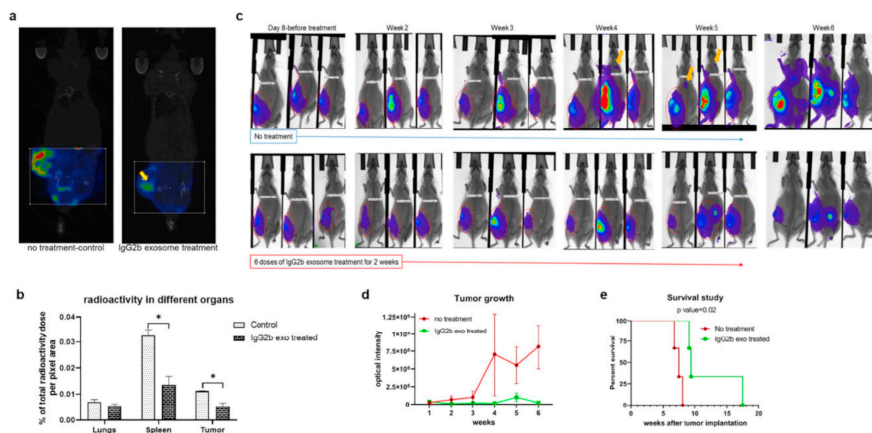 a
no treatment-control
IgG2b exosome treatment
b
radioactivity in different organs
Control
IgG2b exo treated
% of total radioactivity dose
per pixel area
0.04
0.03
0.02
0.01
0.00
*
*
Lungs
Spleen
Tumor
c
Day 8-before treatment
Week2
Week3
Week4
Week5
Week6
No treatment
6 doses of IgG2b exosome treatment for 2 weeks
d
Tumor growth
no treatment
IgG2b exo treated
optical intensity
0
1
2
3
4
5
6
weeks
e
Survival study
p value=0.02
No treatment
IgG2b exo treated
Percent survival
100
50
0
0
5
10
15
20
weeks after tumor implantation